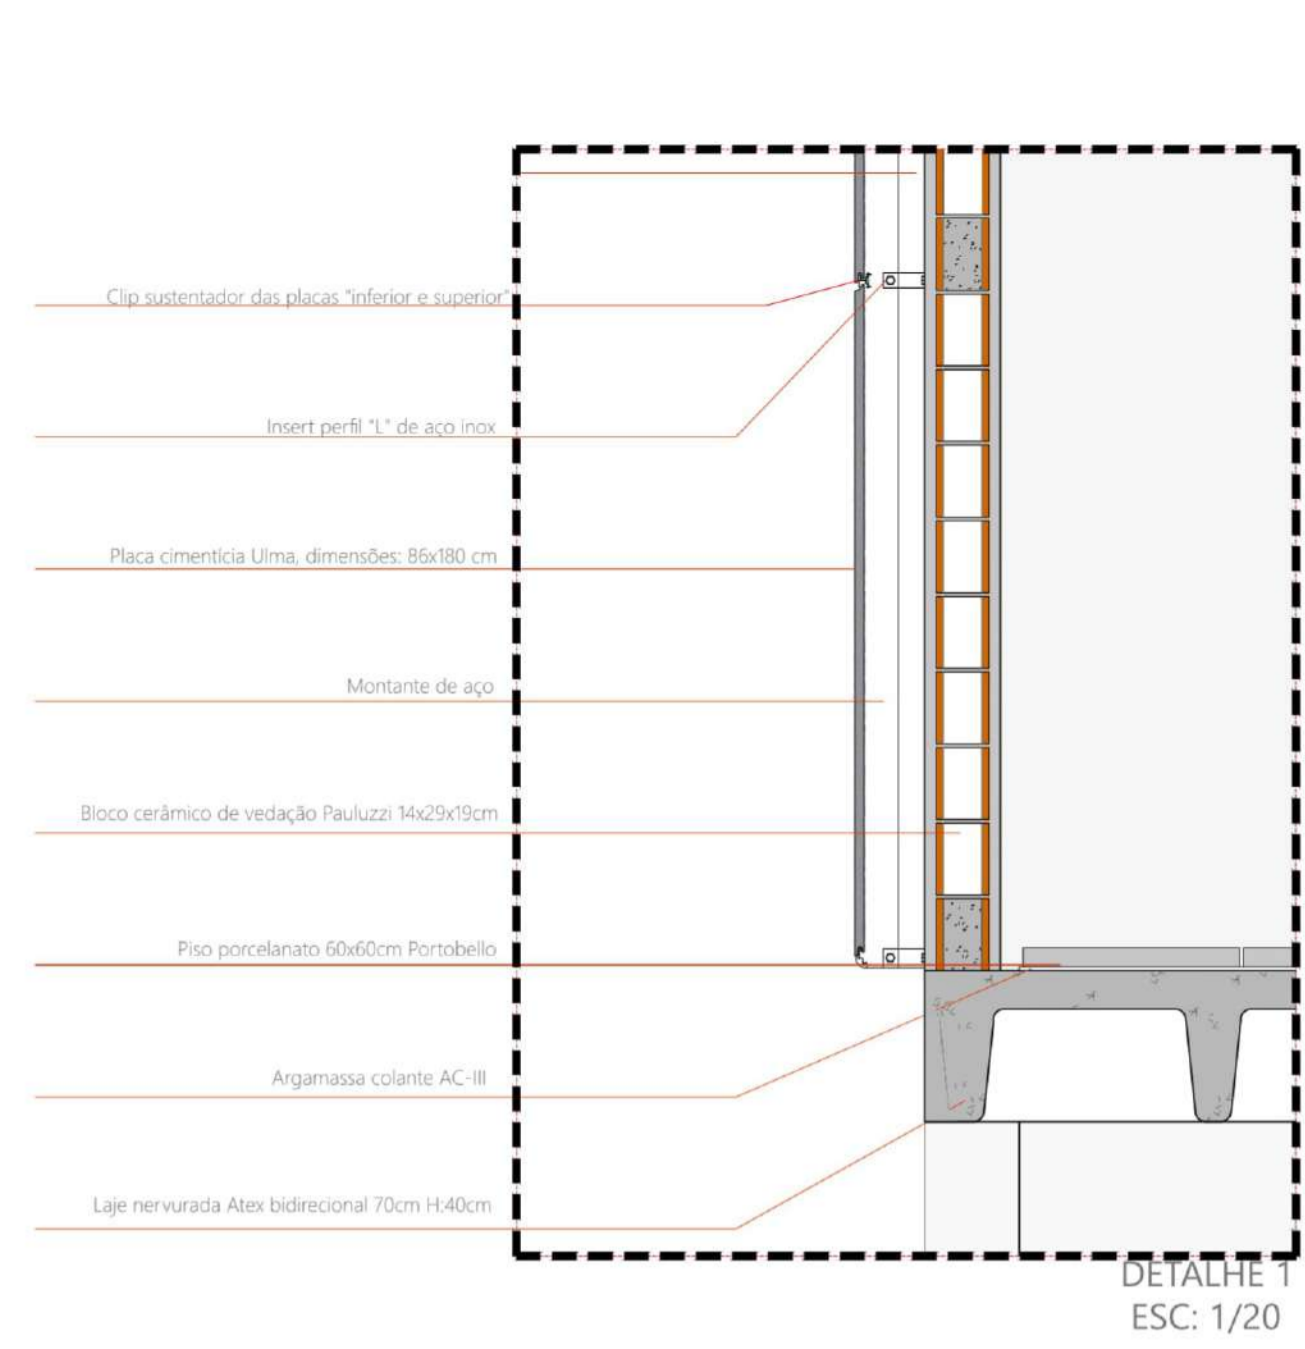 Clip sustentador das placas "inferior e superior"
Insert perfil "L" de aço inox
Placa cimentícia Ulma, dimensões: 86x180 cm
Montante de aço
Bloco cerâmico de vedação Pauluzzi 14x29x19cm
Piso porcelanato 60x60cm Portobello
Argamassa colante AC-III
Laje nervurada Atex bidirecional 70cm H:40cm
DETALHE 1
ESC: 1/20